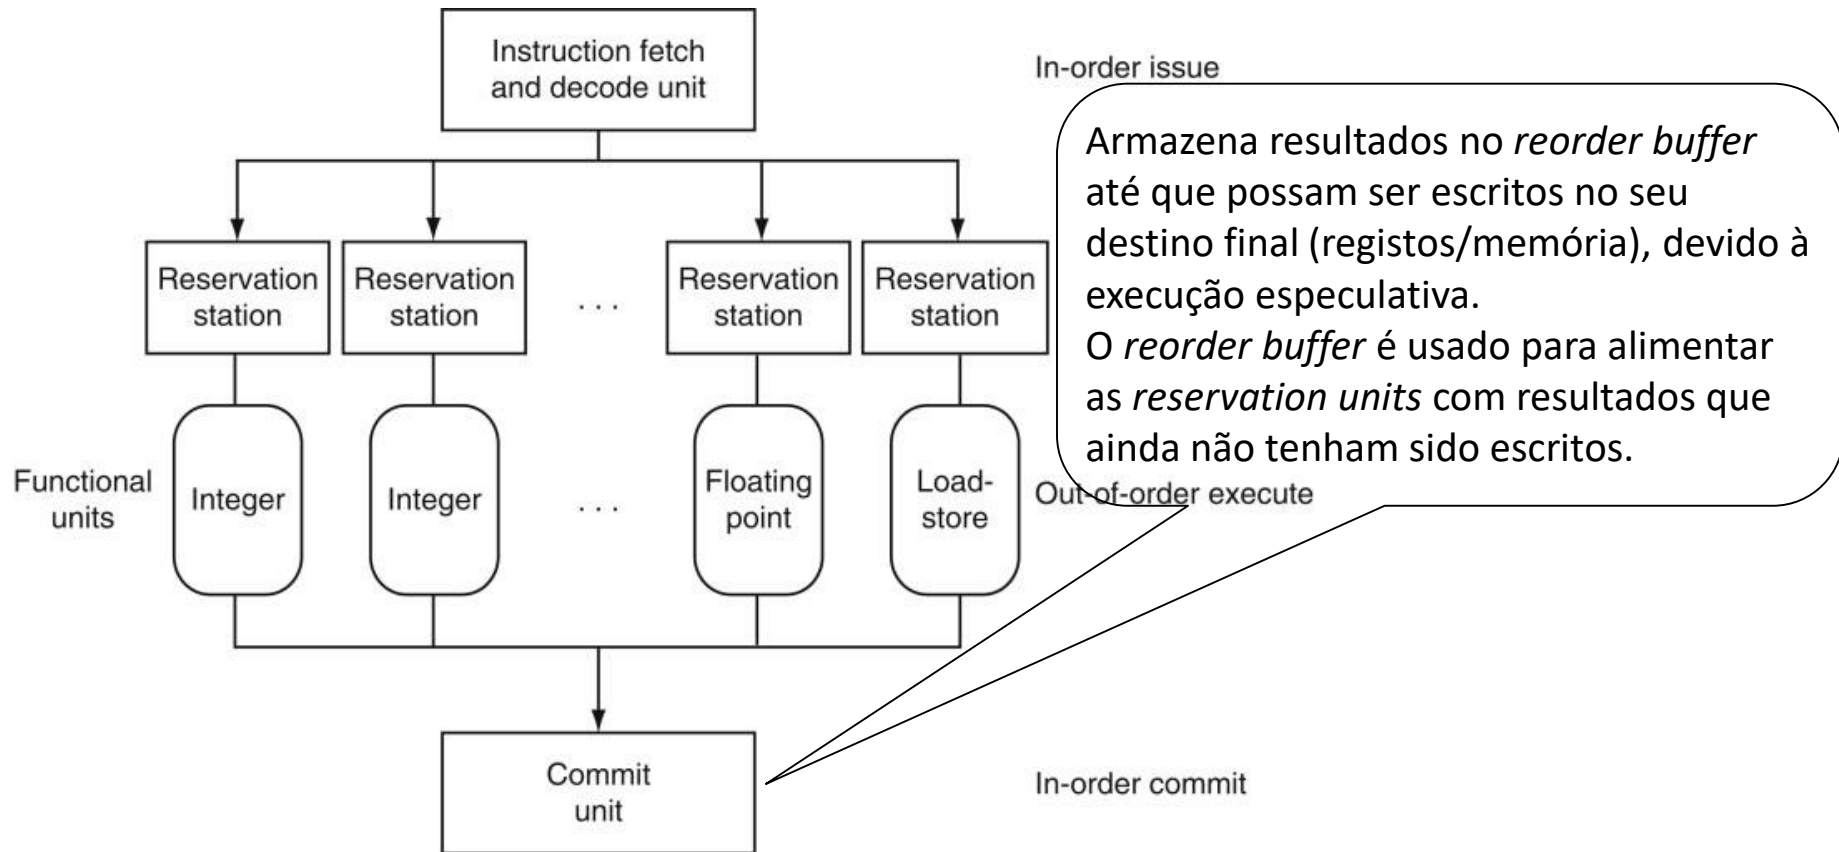 Instruction fetch
and decode unit
In-order issue
Armazena resultados no reorder buffer
até que possam ser escritos no seu
destino final (registos/memória), devido à
execução especulativa.
O reorder buffer é usado para alimentar
as reservation units com resultados que
ainda não tenham sido escritos.
Reservation
station
Reservation
station
. . .
Reservation
station
Reservation
station
Functional
units
Integer
Integer
. . .
Floating
point
Load-
store
Out-of-order execute
Commit
unit
In-order commit